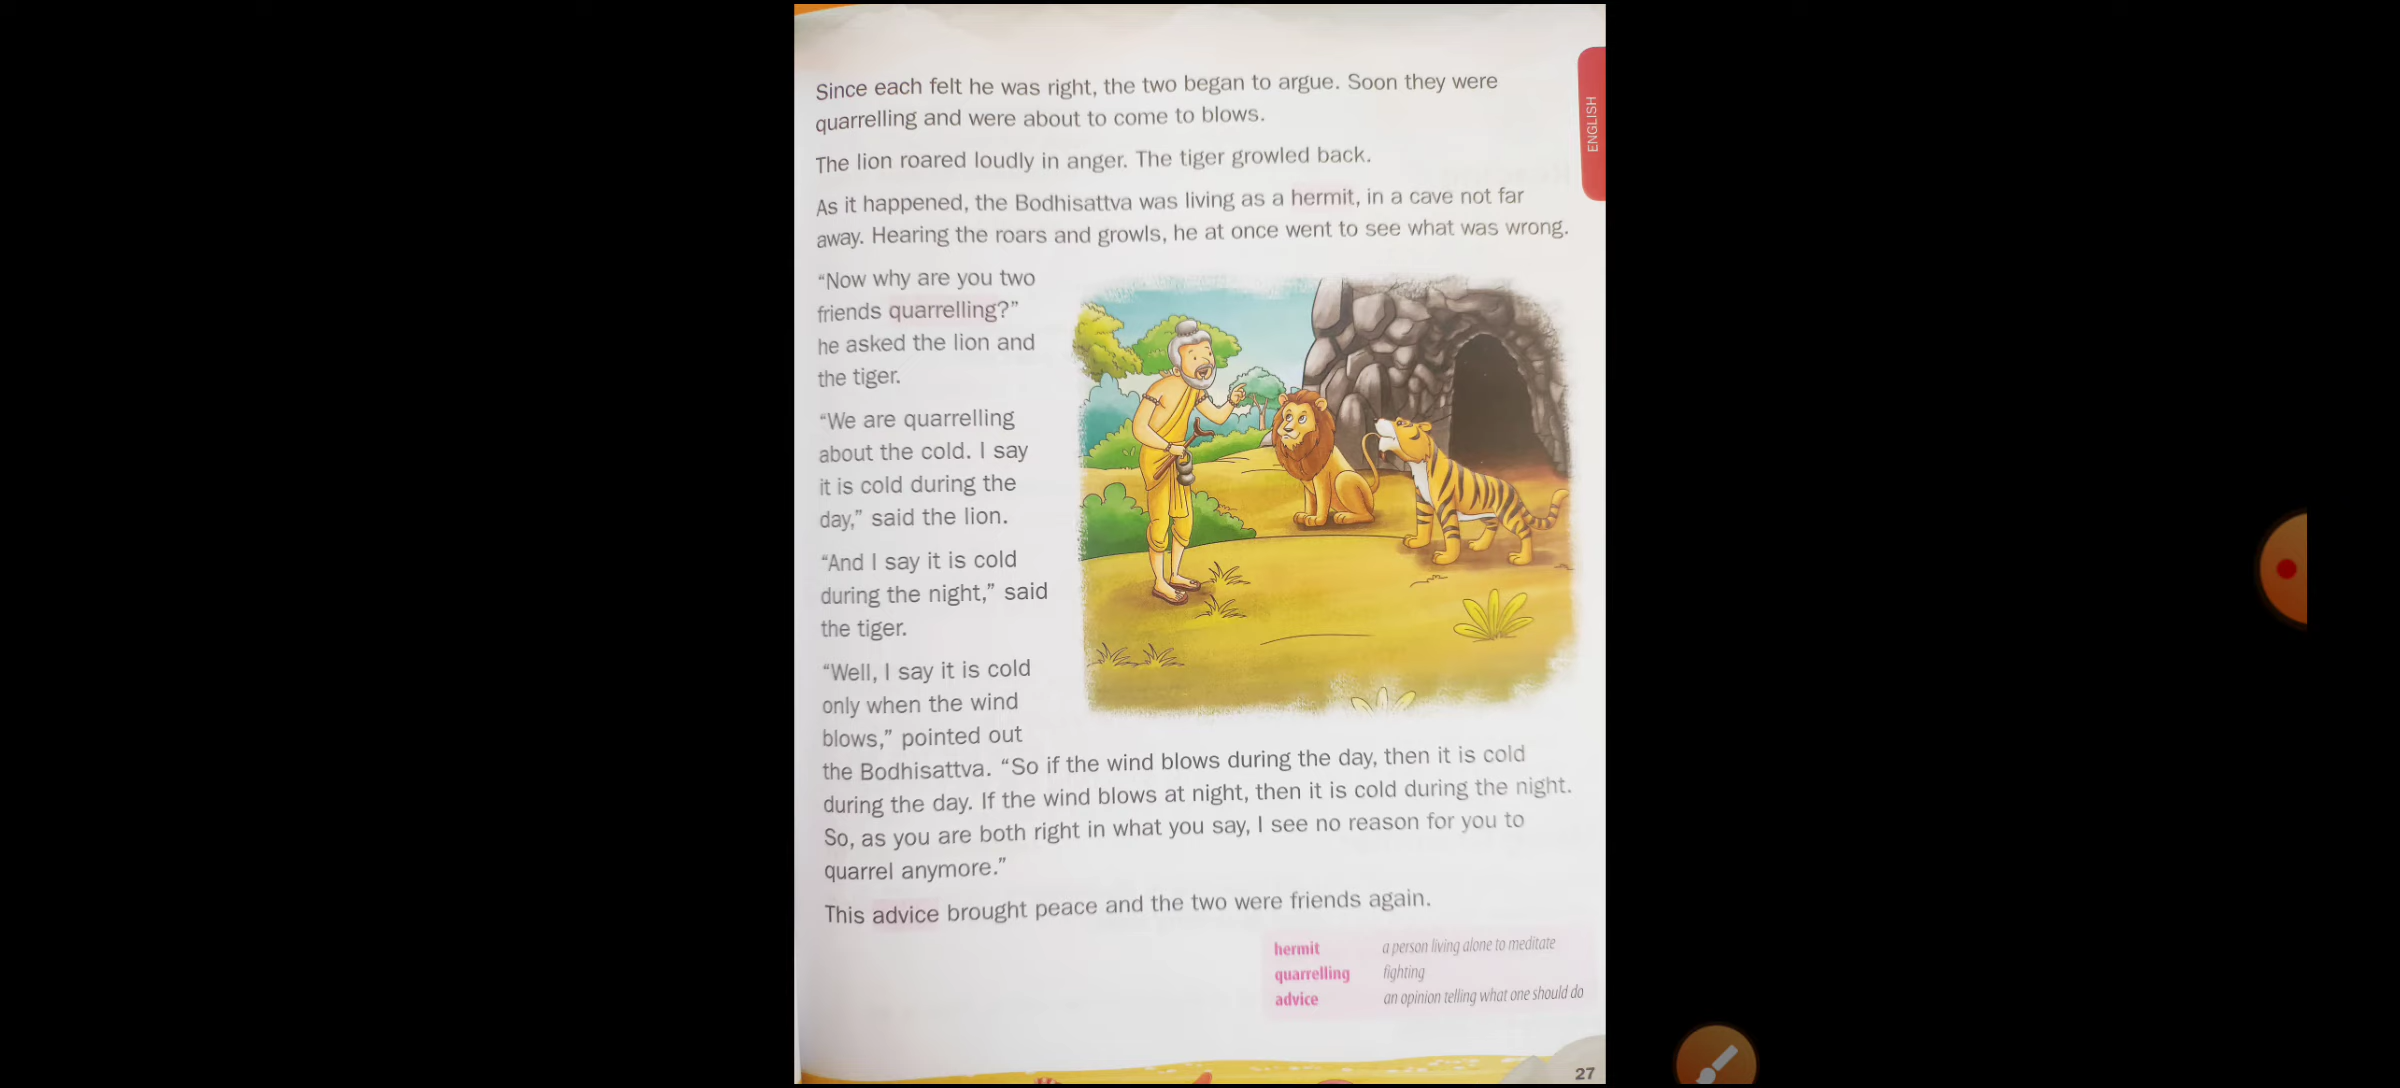 Since each felt he was right, the two began to argue. Soon they were
quarrelling and were about to come to blows.
The lion roared loudly in anger. The tiger growled back.
As it happened, the Bodhisattva was living as a hermit, in a cave not far
away. Hearing the roars and growls, he at once went to see what was wrong.
“Now why are you two
friends quarrelling?”
he asked the lion and
the tiger.
“We are quarrelling
about the cold. I say
it is cold during the
day,” said the lion.
“And I say it is cold
during the night,” said
the tiger.
“Well, I say it is cold
only when the wind
blows,” pointed out
the Bodhisattva. “So if the wind blows during the day, then it is cold
during the day. If the wind blows at night, then it is cold during the night.
So, as you are both right in what you say, I see no reason for you to
quarrel anymore.”
This advice brought peace and the two were friends again.
hermit a person living alone to meditate
quarrelling fighting
advice an opinion telling what one should do
ENGLISH
27